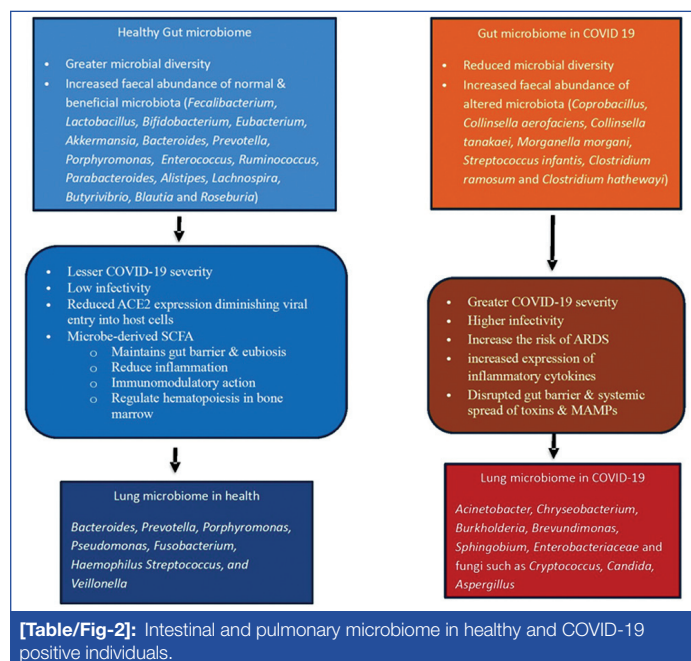 Healthy Gut microbiome
• Greater microbial diversity
• Increased faecal abundance of normal &
beneficial microbiota (Fecalibacterium,
Lactobacillus, Bifidobacterium, Eubacterium,
Akkermansia, Bacteroides, Prevotella,
Porphyromonas, Enterococcus, Ruminococcus,
Parabacteroides, Alistipes, Lachnospira,
Butyrivibrio, Blautia and Roseburia)
• Lesser COVID-19 severity
• Low infectivity
• Reduced ACE2 expression diminishing viral
entry into host cells
• Microbe-derived SCFA
o Maintains gut barrier & eubiosis
o Reduce inflammation
o Immunomodulatory action
o Regulate hematopoiesis in bone
marrow
Lung microbiome in health
Bacteroides, Prevotella, Porphyromonas,
Pseudomonas, Fusobacterium,
Haemophilus Streptococcus, and
Veillonella
Gut microbiome in COVID 19
• Reduced microbial diversity
• Increased faecal abundance of
altered microbiota (Coprobacillus,
Collinsella aerofaciens, Collinsella
tanakaei, Morganella morgani,
Streptococcus infantis, Clostridium
ramosum and Clostridium hathewayi)
• Greater COVID-19 severity
• Higher infectivity
• Increase the risk of ARDS
• increased expression of
inflammatory cytokines
• Disrupted gut barrier & systemic
spread of toxins & MAMPs
Lung microbiome in COVID-19
Acinetobacter, Chryseobacterium,
Burkholderia, Brevundimonas,
Sphingobium, Enterobacteriaceae and
fungi such as Cryptococcus, Candida,
Aspergillus
[Table/Fig-2]: Intestinal and pulmonary microbiome in healthy and COVID-19
positive individuals.